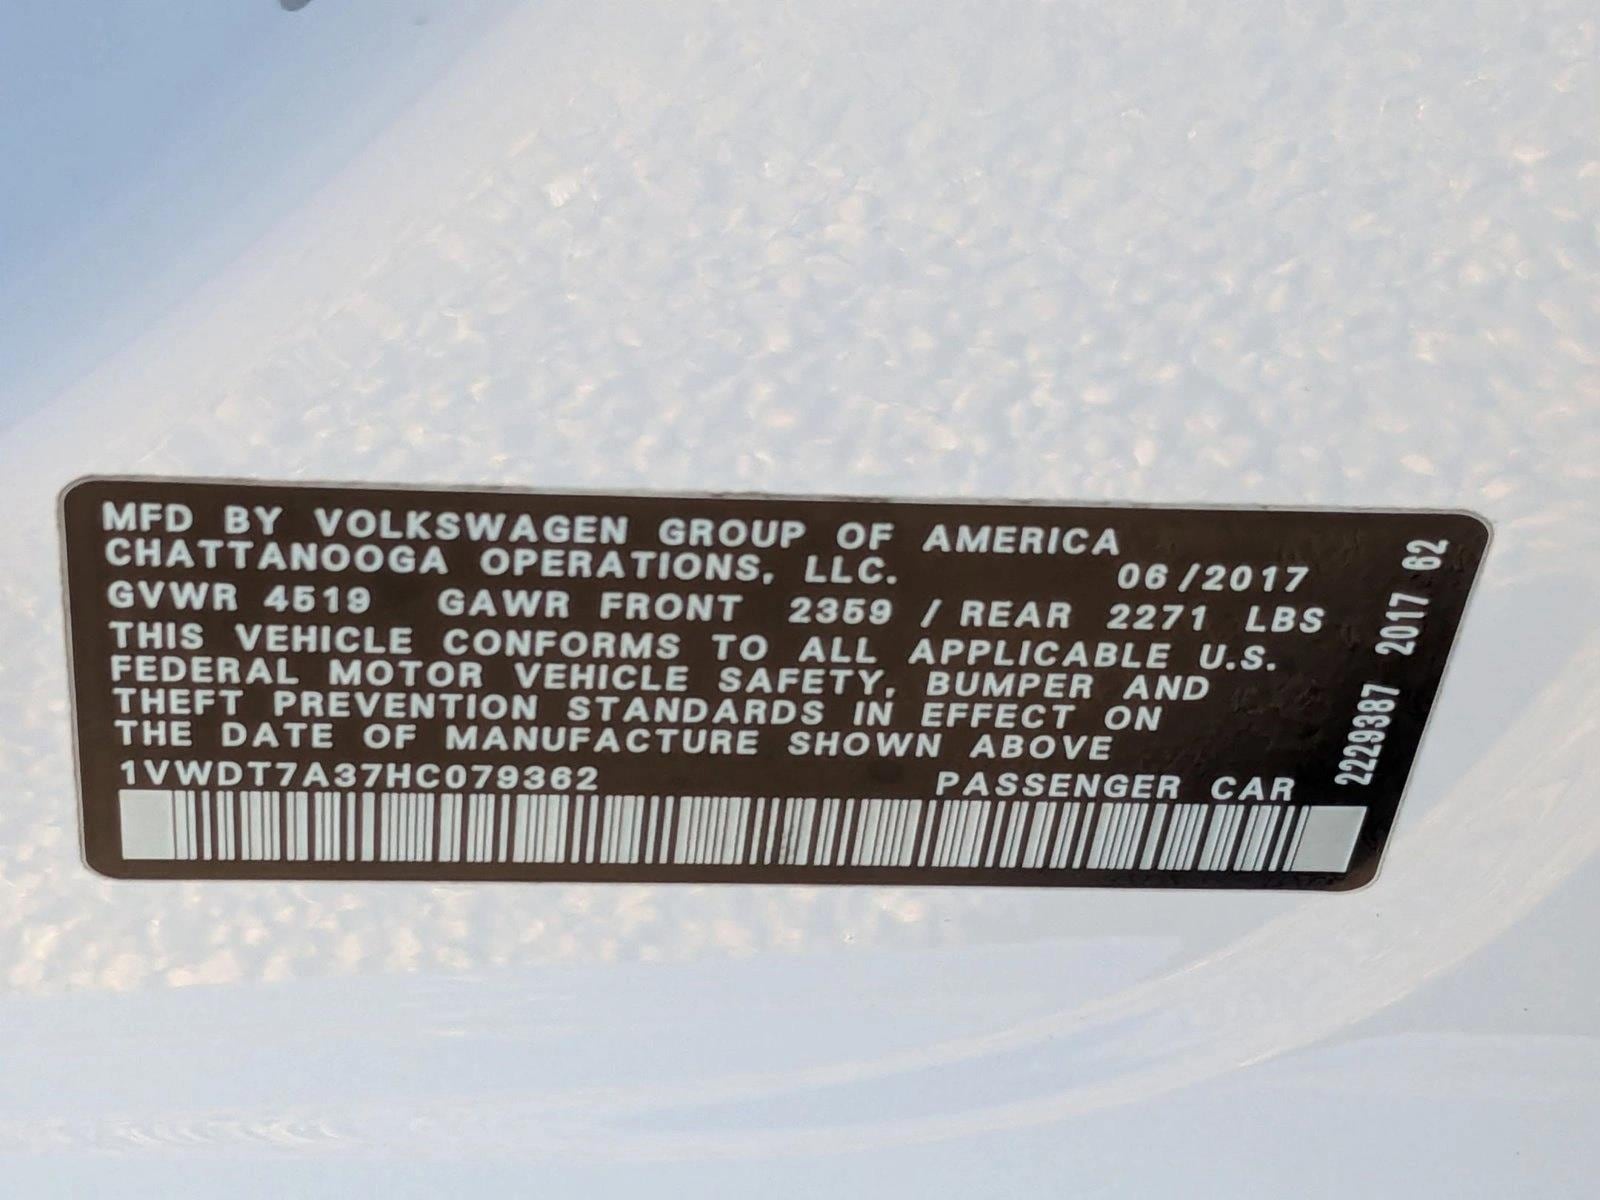 MFD BY VOLKSWAGEN GROUP OF AMERICA
CHATTANOOGA OPERATIONS, LLC. 06/2017
GVWR 4519 GAWR FRONT 2359 / REAR 2271 LBS
THIS VEHICLE CONFORMS TO ALL APPLICABLE U.S.
FEDERAL MOTOR VEHICLE SAFETY, BUMPER AND
THEFT PREVENTION STANDARDS IN EFFECT ON
THE DATE OF MANUFACTURE SHOWN ABOVE
1VWDT7A37HC079362 PASSENGER CAR
2229387 2017 62